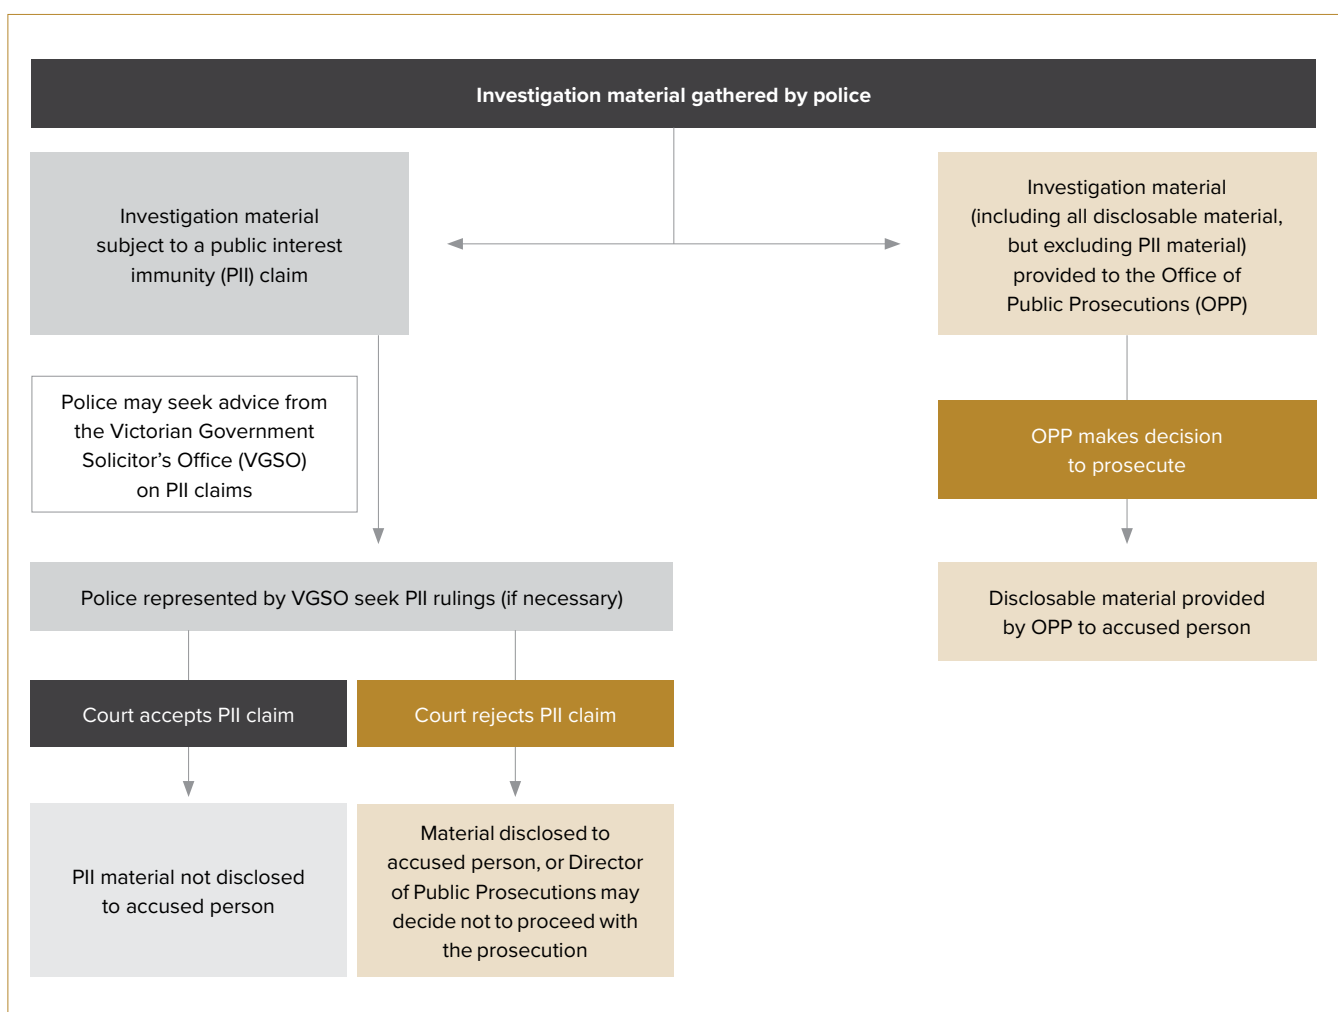 Investigation material gathered by police
Investigation material
subject to a public interest
immunity (PII) claim
Investigation material
(including all disclosable material,
but excluding PII material)
provided to the Office of
Public Prosecutions (OPP)
Police may seek advice from
the Victorian Government
Solicitor’s Office (VGSO)
on PII claims
OPP makes decision
to prosecute
Police represented by VGSO seek PII rulings (if necessary)
Disclosable material provided
by OPP to accused person
Court accepts PII claim
Court rejects PII claim
PII material not disclosed
to accused person
Material disclosed to
accused person, or Director
of Public Prosecutions may
decide not to proceed with
the prosecution